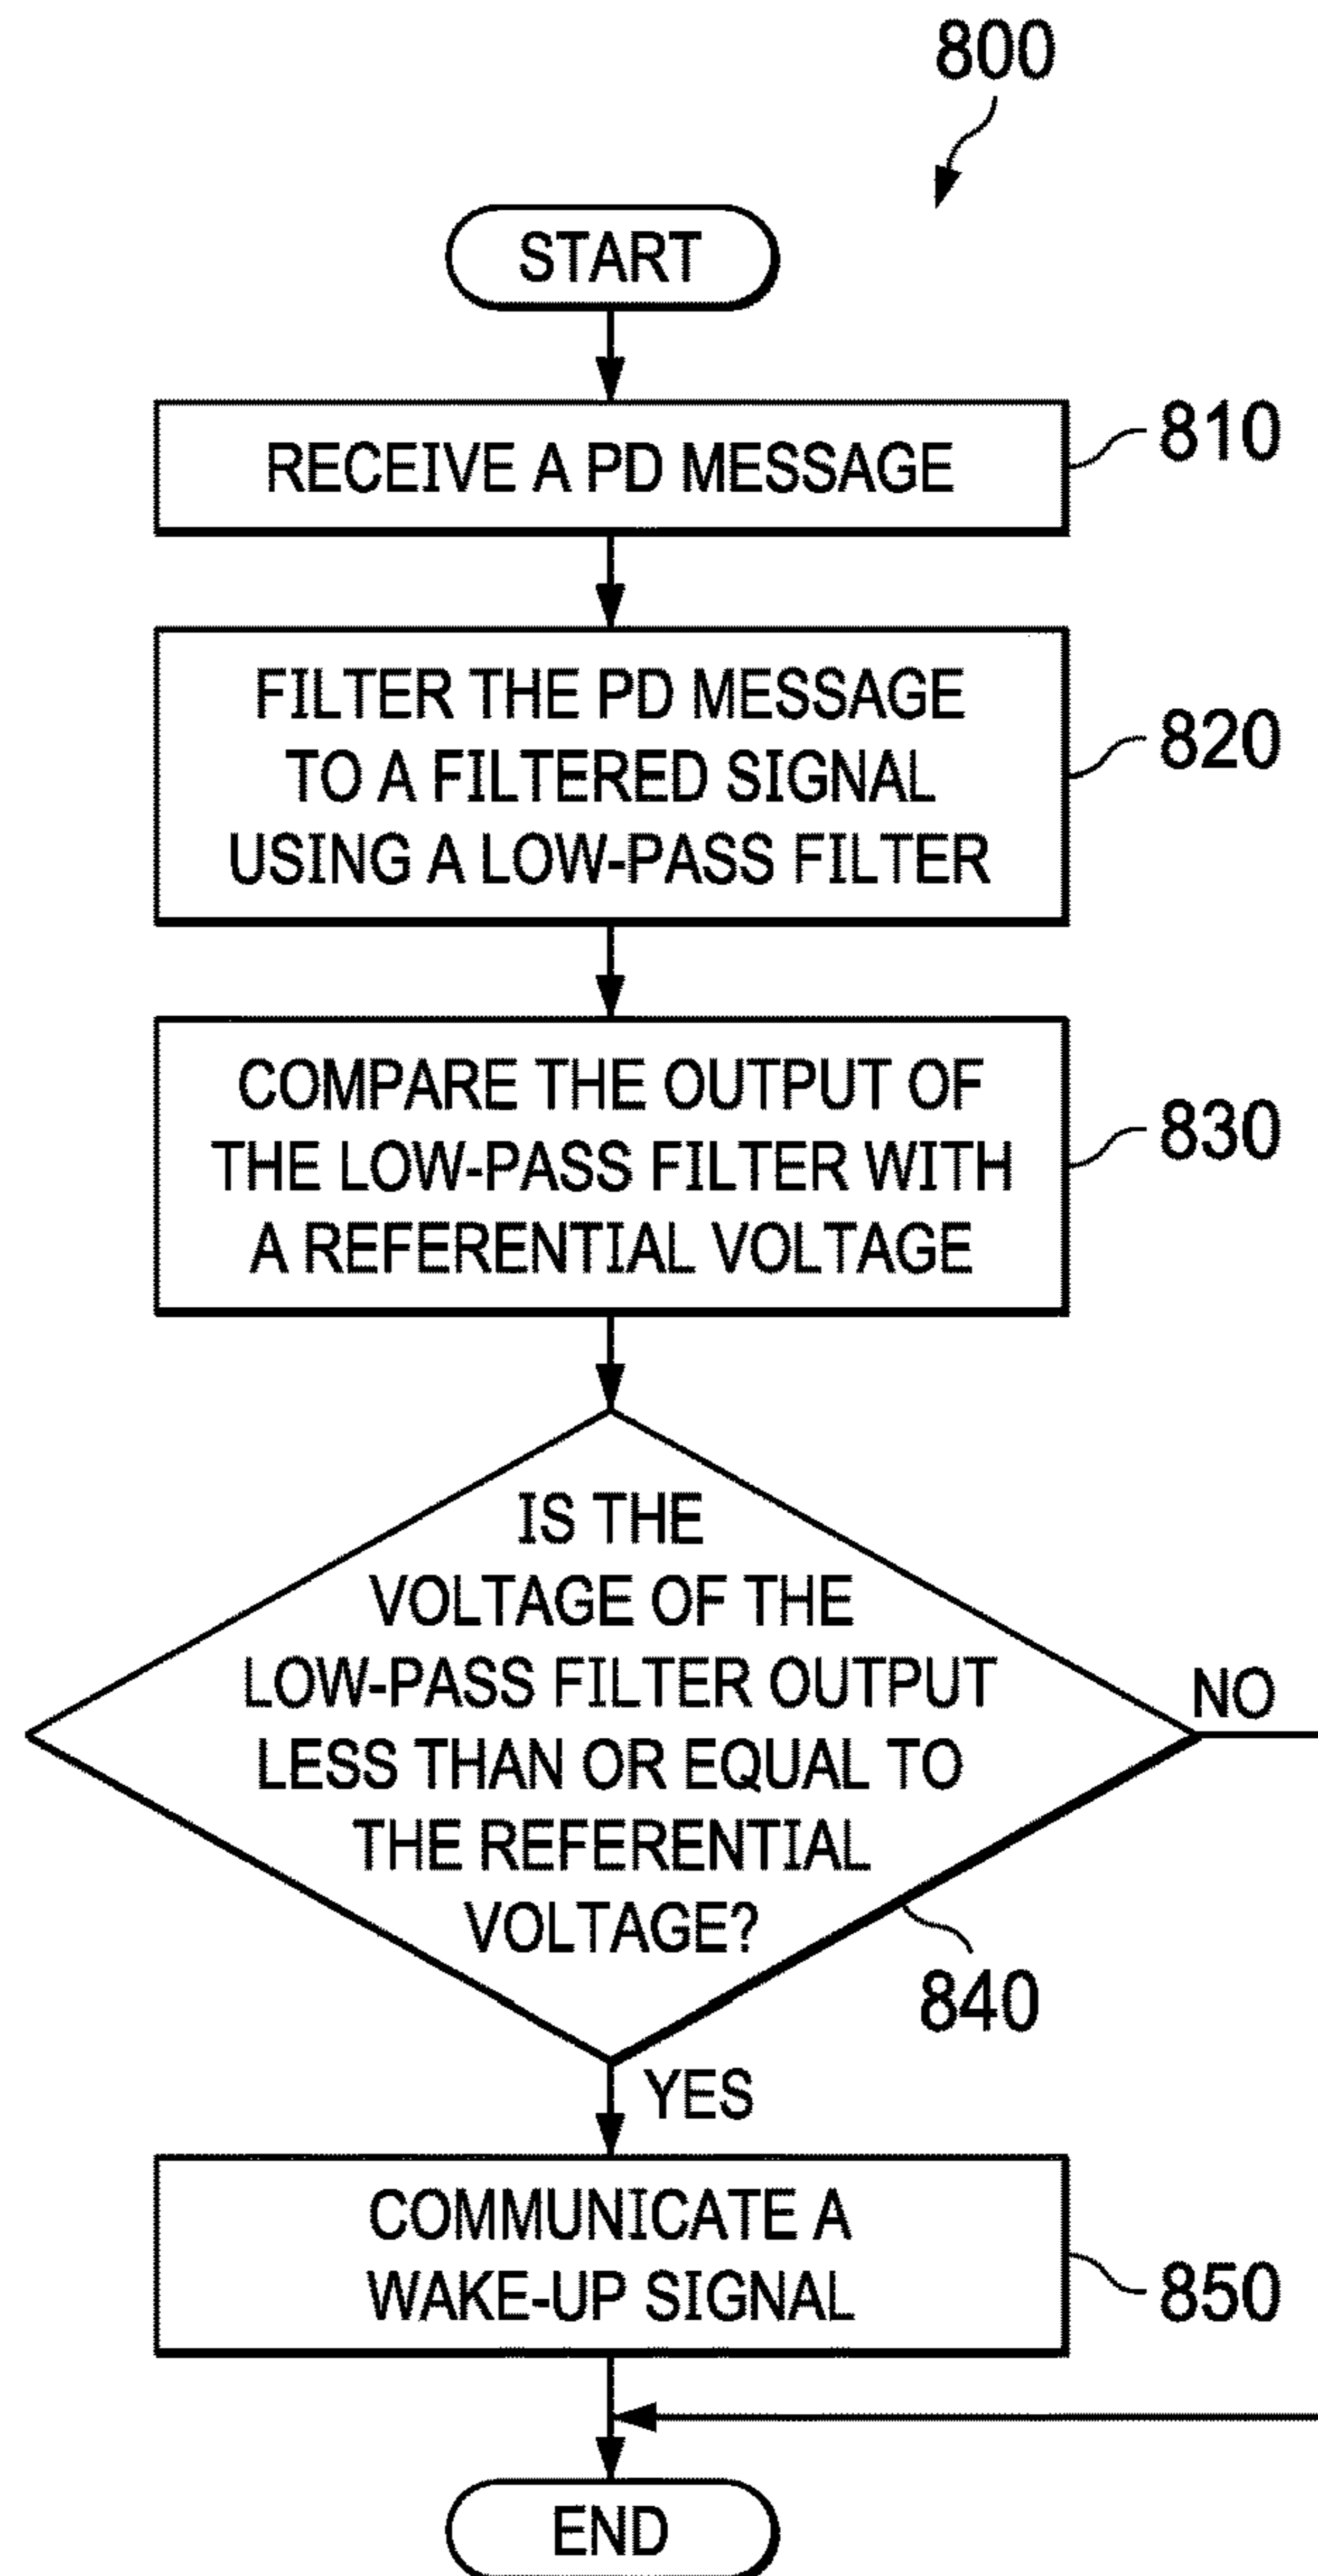 800
START
RECEIVE A PD MESSAGE
810
FILTER THE PD MESSAGE
TO A FILTERED SIGNAL
USING A LOW-PASS FILTER
820
COMPARE THE OUTPUT OF
THE LOW-PASS FILTER WITH
A REFERENTIAL VOLTAGE
830
IS THE
VOLTAGE OF THE
LOW-PASS FILTER OUTPUT
LESS THAN OR EQUAL TO
THE REFERENTIAL
VOLTAGE?
NO
840
YES
COMMUNICATE A
WAKE-UP SIGNAL
850
END